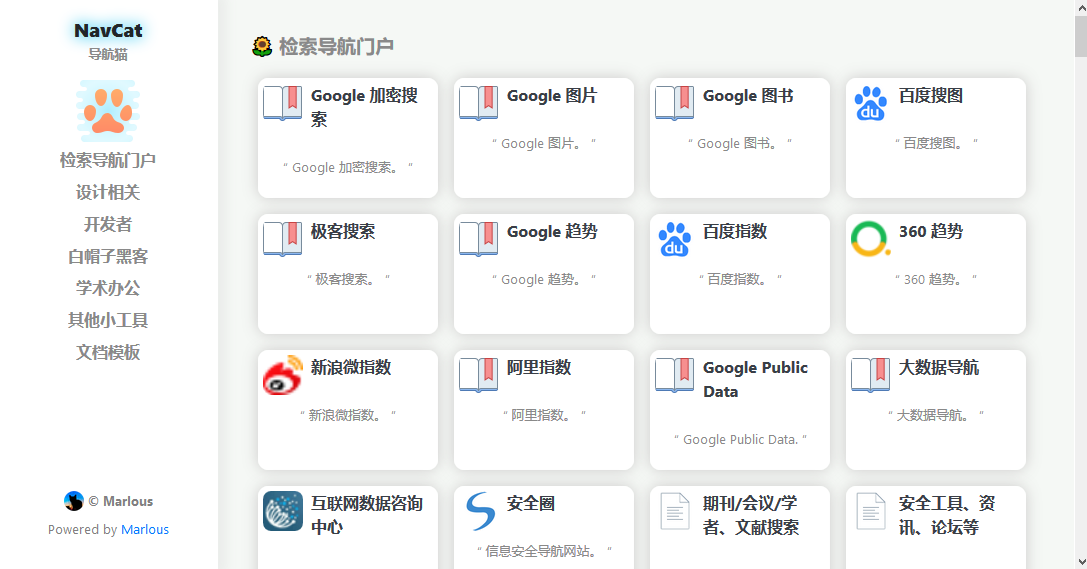 NavCat
导航猫
检索导航门户
设计相关
开发者
白帽子黑客
学术办公
其他小工具
文档模板
© Marlous
Powered by Marlous
🌻 检索导航门户
Google 加密搜
索
“ Google 加密搜索。 ”
Google 图片
“ Google 图片。 ”
Google 图书
“ Google 图书。 ”
du
百度搜图
“ 百度搜图。 ”
极客搜索
“ 极客搜索。 ”
Google 趋势
“ Google 趋势。 ”
du
百度指数
“ 百度指数。 ”
360 趋势
“ 360 趋势。 ”
新浪微指数
“ 新浪微指数。 ”
阿里指数
“ 阿里指数。 ”
Google Public
Data
“ Google Public Data. ”
大数据导航
“ 大数据导航。 ”
互联网数据咨询
中心
安全圈
“ 信息安全导航网站。 ”
期刊/会议/学
者、文献搜索
安全工具、资
讯、论坛等